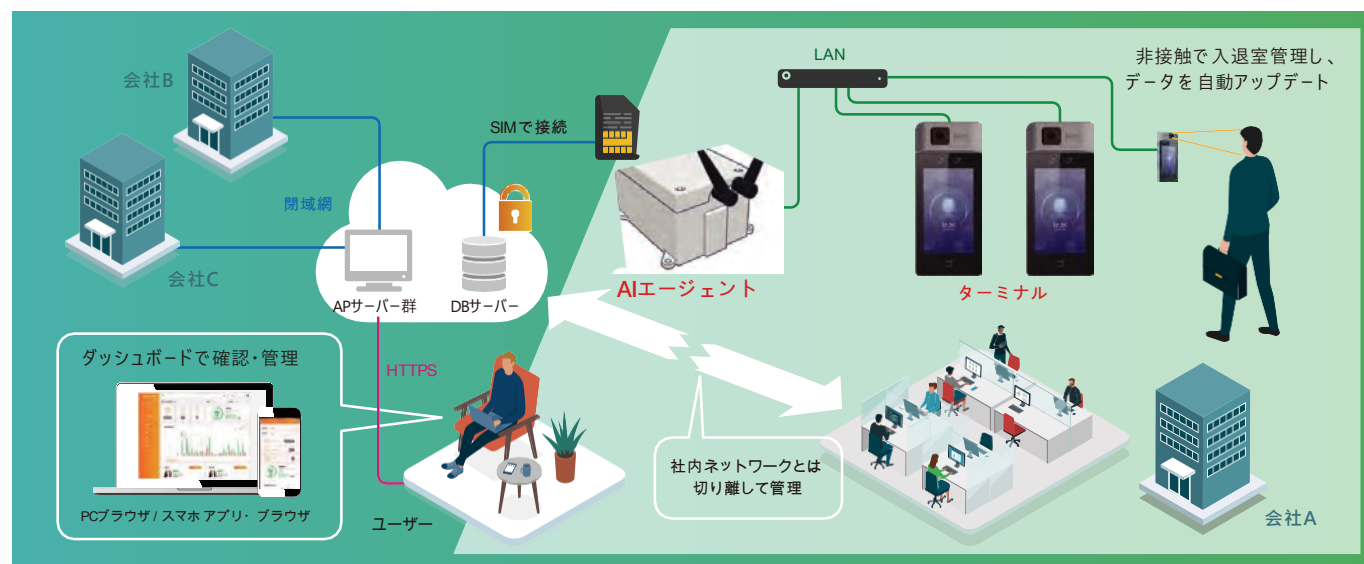 会社B
会社C
閉域網
SIMで接続
APサーバー群
DBサーバー
LAN
非接触で入退室管理し、
データを自動アップデート
AIエージェント
ターミナル
ダッシュボードで確認・管理
PCブラウザ / スマホ アプリ・ブラウザ
HTTPS
ユーザー
社内ネットワークとは
切り離して管理
会社A